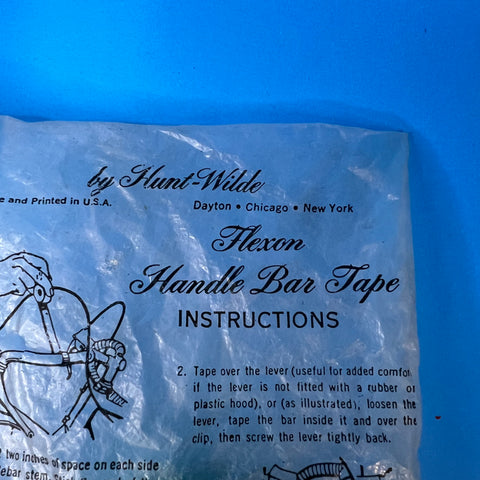 by Hunt-Wilde
and Printed in U.S.A.
Dayton • Chicago • New York
Flexon
Handle Bar Tape
INSTRUCTIONS
2. Tape over the lever (useful for added
if the lever is not fitted with a rubber or
plastic hood), or (as illustrated), loosen the
lever, tape the bar inside it and over the
clip, then screw the lever tightly back.
two inches of space on each side
stem.